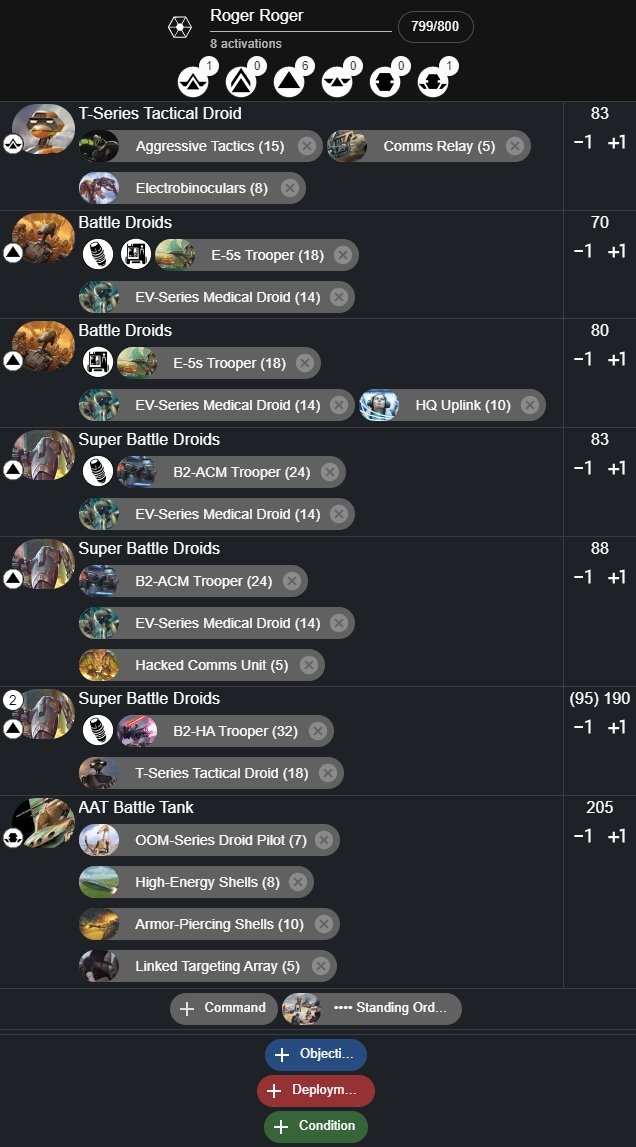 Roger Roger
799/800
8 activations
1 0 6 0 0 1
T-Series Tactical Droid 83
Aggressive Tactics (15) Comms Relay (5) −1 +1
Electrobinoculars (8)
Battle Droids 70
E-5s Trooper (18) −1 +1
EV-Series Medical Droid (14)
Battle Droids 80
E-5s Trooper (18) −1 +1
EV-Series Medical Droid (14) HQ Uplink (10)
Super Battle Droids 83
B2-ACM Trooper (24) −1 +1
EV-Series Medical Droid (14)
Super Battle Droids 88
B2-ACM Trooper (24) −1 +1
EV-Series Medical Droid (14)
Hacked Comms Unit (5)
2 Super Battle Droids (95) 190
B2-HA Trooper (32) −1 +1
T-Series Tactical Droid (18)
AAT Battle Tank 205
OOM-Series Droid Pilot (7) −1 +1
High-Energy Shells (8)
Armor-Piercing Shells (10)
Linked Targeting Array (5)
+ Command •••• Standing Ord...
+ Objecti...
+ Deploym...
+ Condition